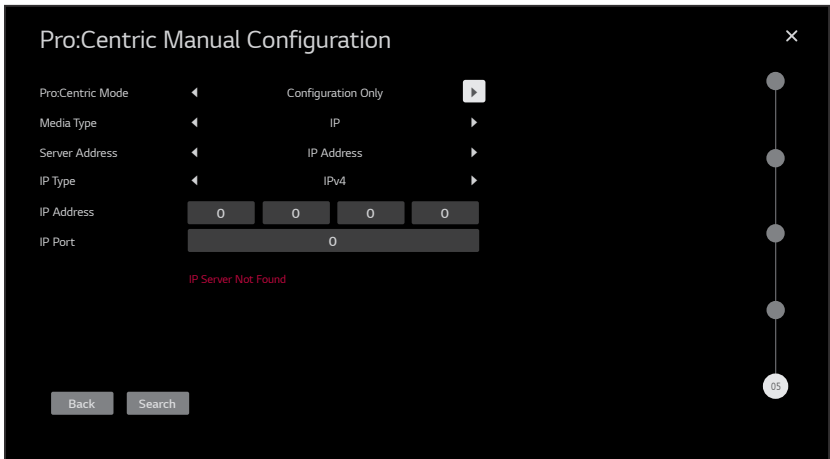 Pro:Centric Manual Configuration
Pro:Centric Mode Configuration Only
Media Type IP
Server Address IP Address
IP Type IPv4
IP Address 0 0 0 0
IP Port 0
IP Server Not Found
05
Back Search